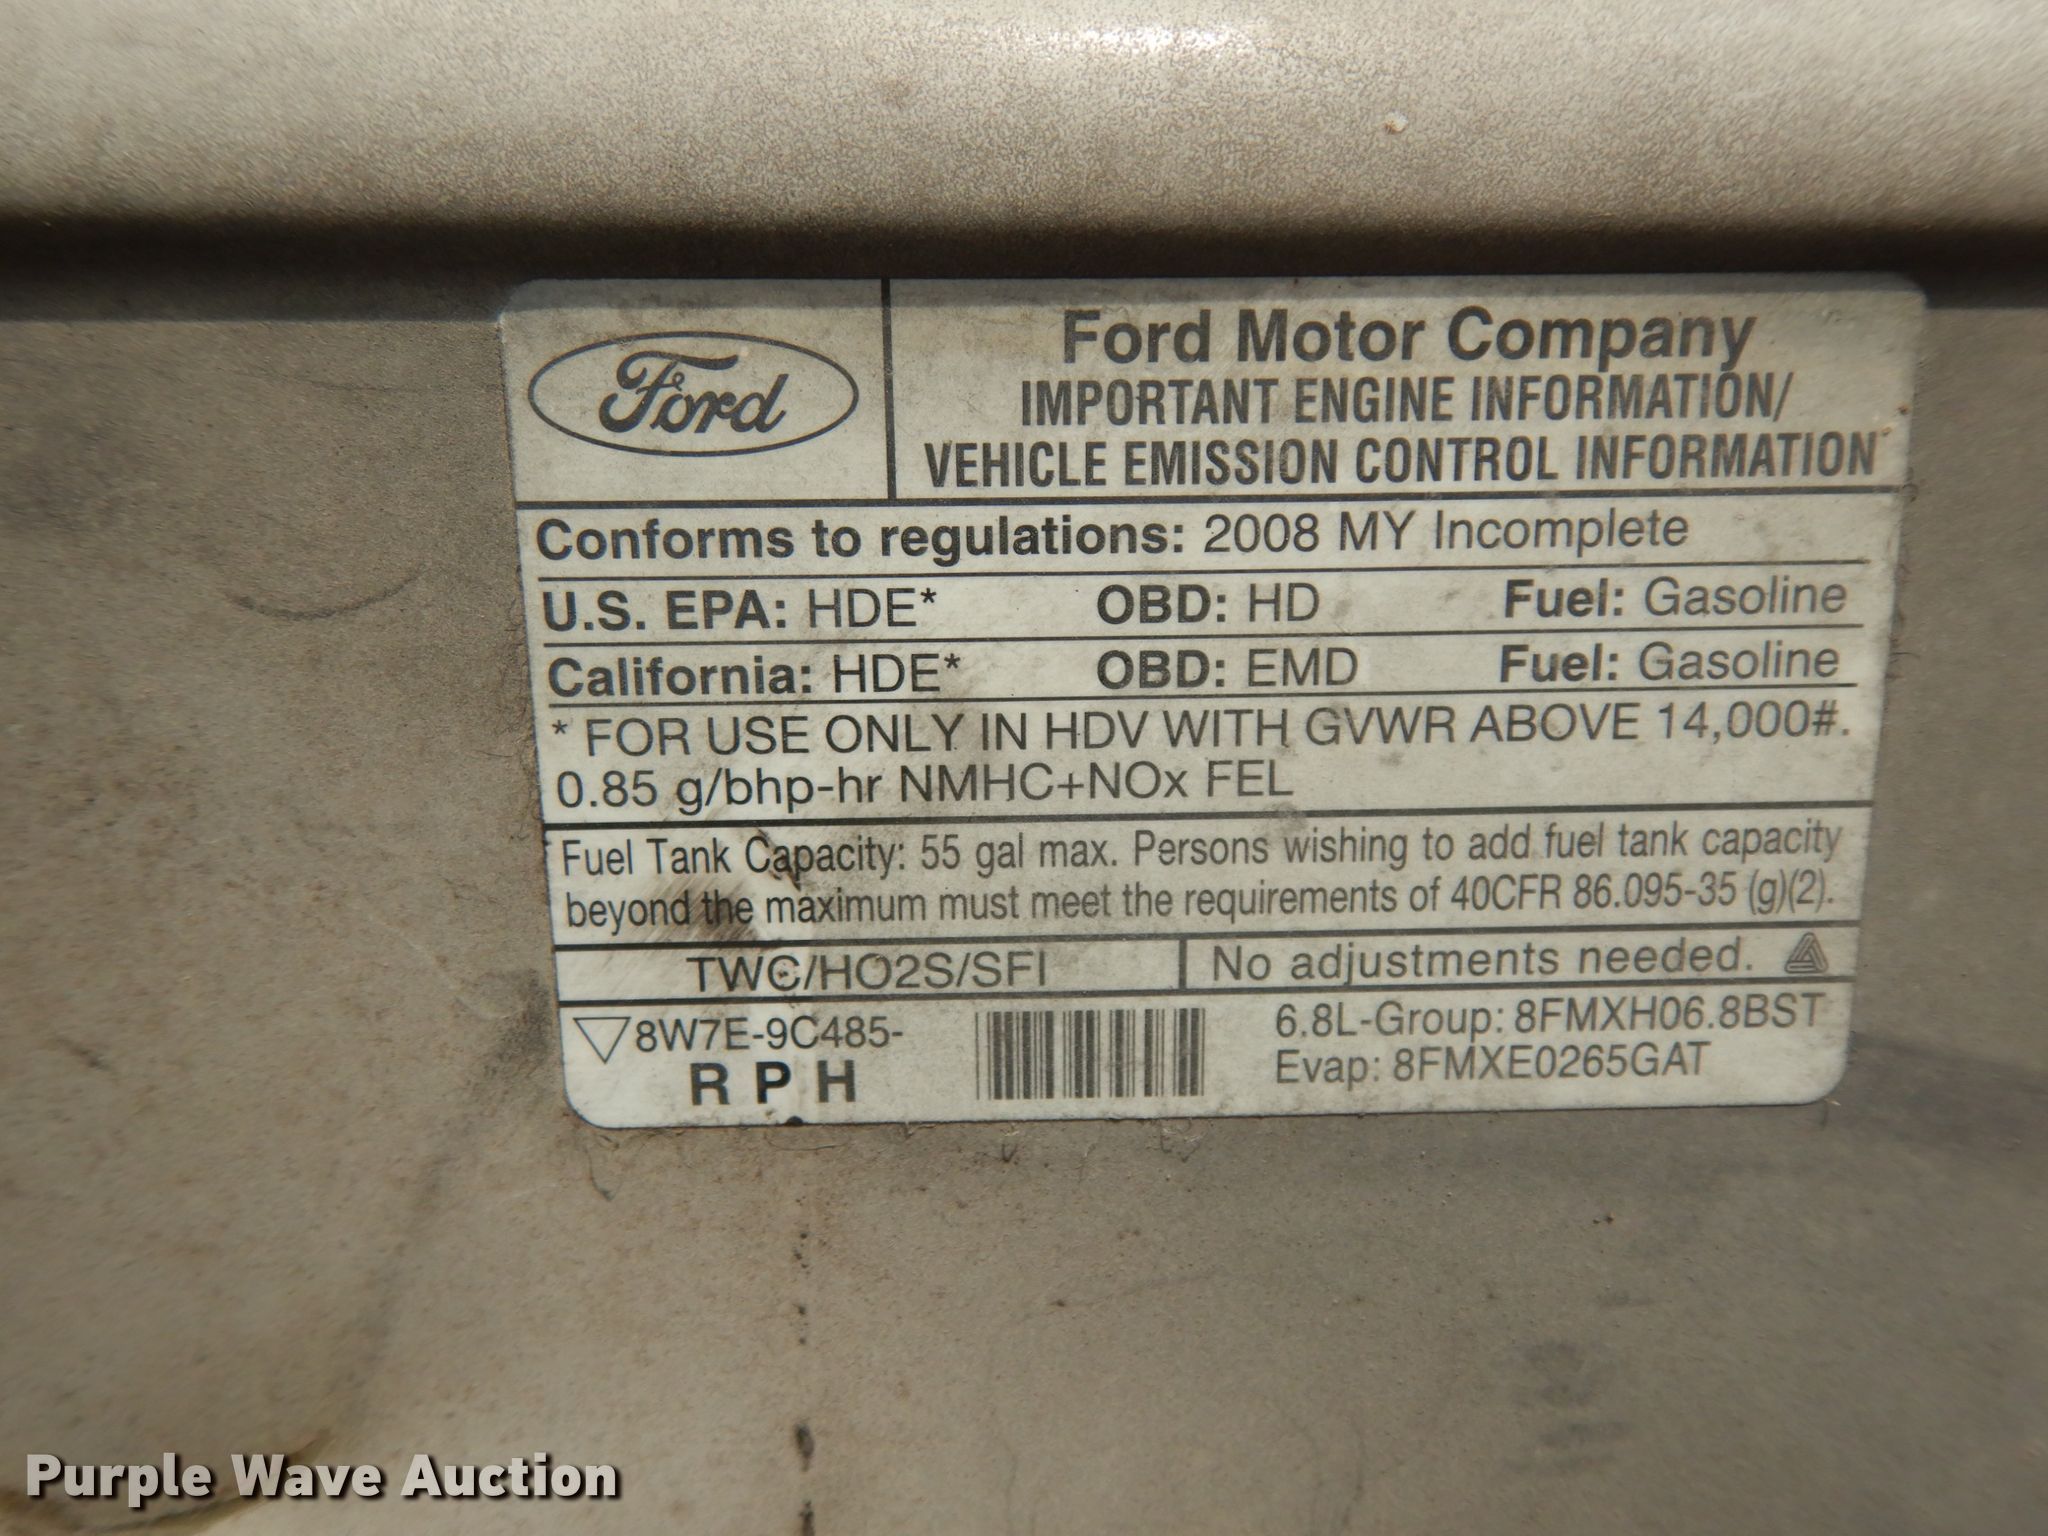 Ford
Ford Motor Company
IMPORTANT ENGINE INFORMATION/
VEHICLE EMISSION CONTROL INFORMATION
Conforms to regulations: 2008 MY Incomplete
U.S. EPA: HDE* OBD: HD Fuel: Gasoline
California: HDE* OBD: EMD Fuel: Gasoline
* FOR USE ONLY IN HDV WITH GVWR ABOVE 14,000#.
0.85 g/bhp-hr NMHC+NOx FEL
Fuel Tank Capacity: 55 gal max. Persons wishing to add fuel tank capacity
beyond the maximum must meet the requirements of 40CFR 86.095-35 (g)(2).
TWC/HO2S/SFI No adjustments needed.
8W7E-9C485-
R P H
6.8L-Group: 8FMXH06.8BST
Evap: 8FMXE0265GAT
Purple Wave Auction